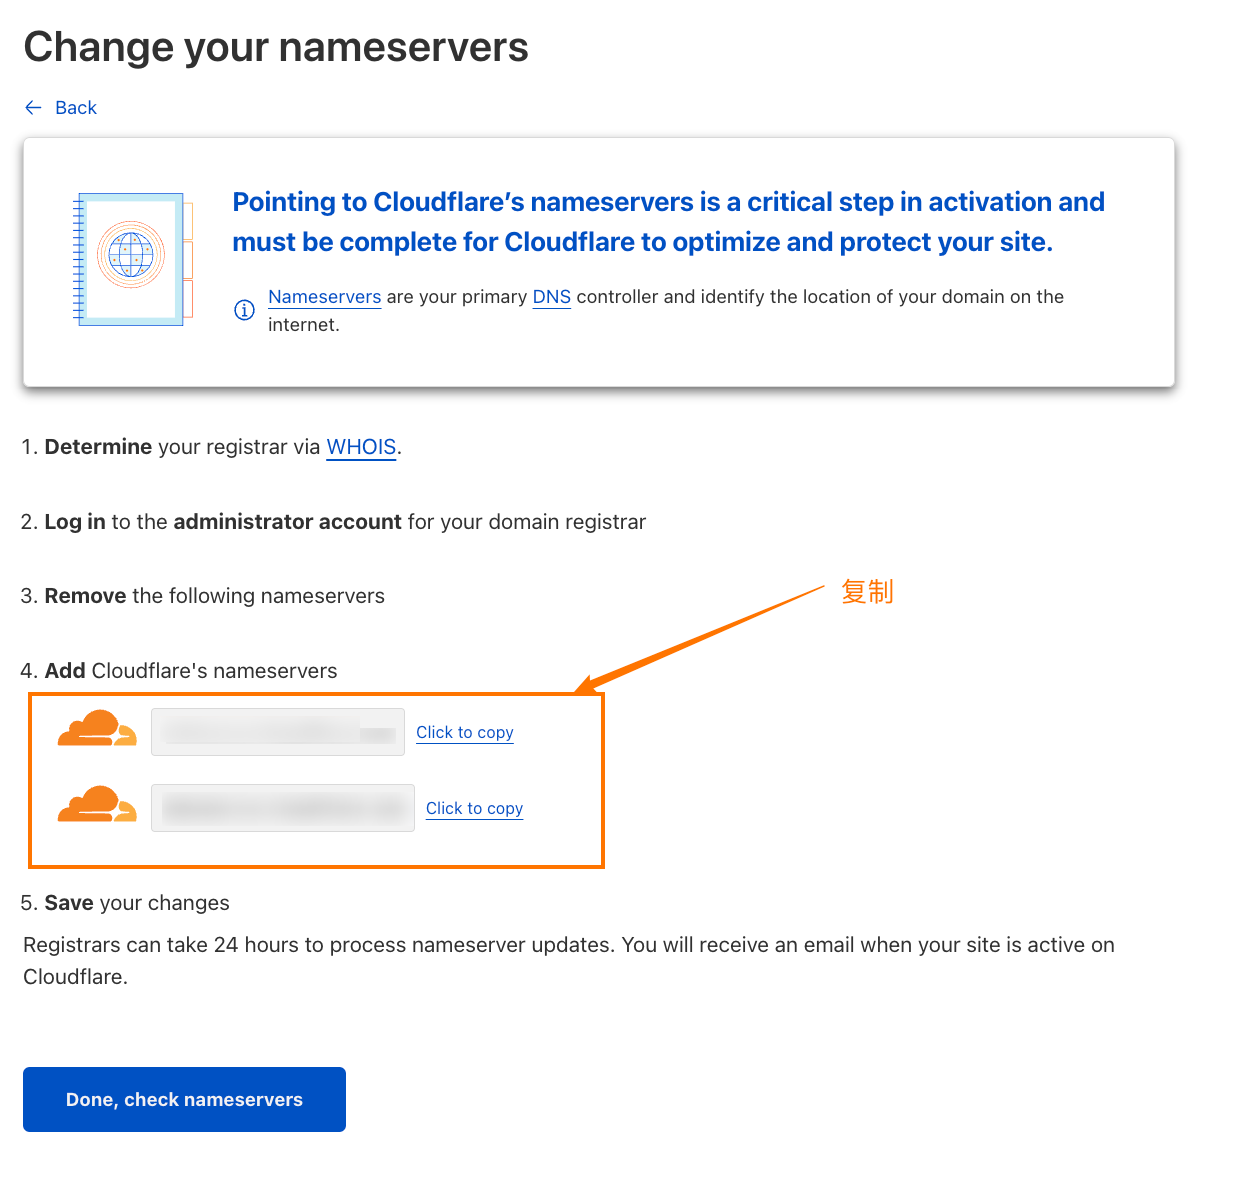 Change your nameservers
Back
Pointing to Cloudflare’s nameservers is a critical step in activation and
must be complete for Cloudflare to optimize and protect your site.
Nameservers are your primary DNS controller and identify the location of your domain on the
internet.
1. Determine your registrar via WHOIS.
2. Log in to the administrator account for your domain registrar
3. Remove the following nameservers
复制
4. Add Cloudflare's nameservers
Click to copy
Click to copy
5. Save your changes
Registrars can take 24 hours to process nameserver updates. You will receive an email when your site is active on
Cloudflare.
Done, check nameservers